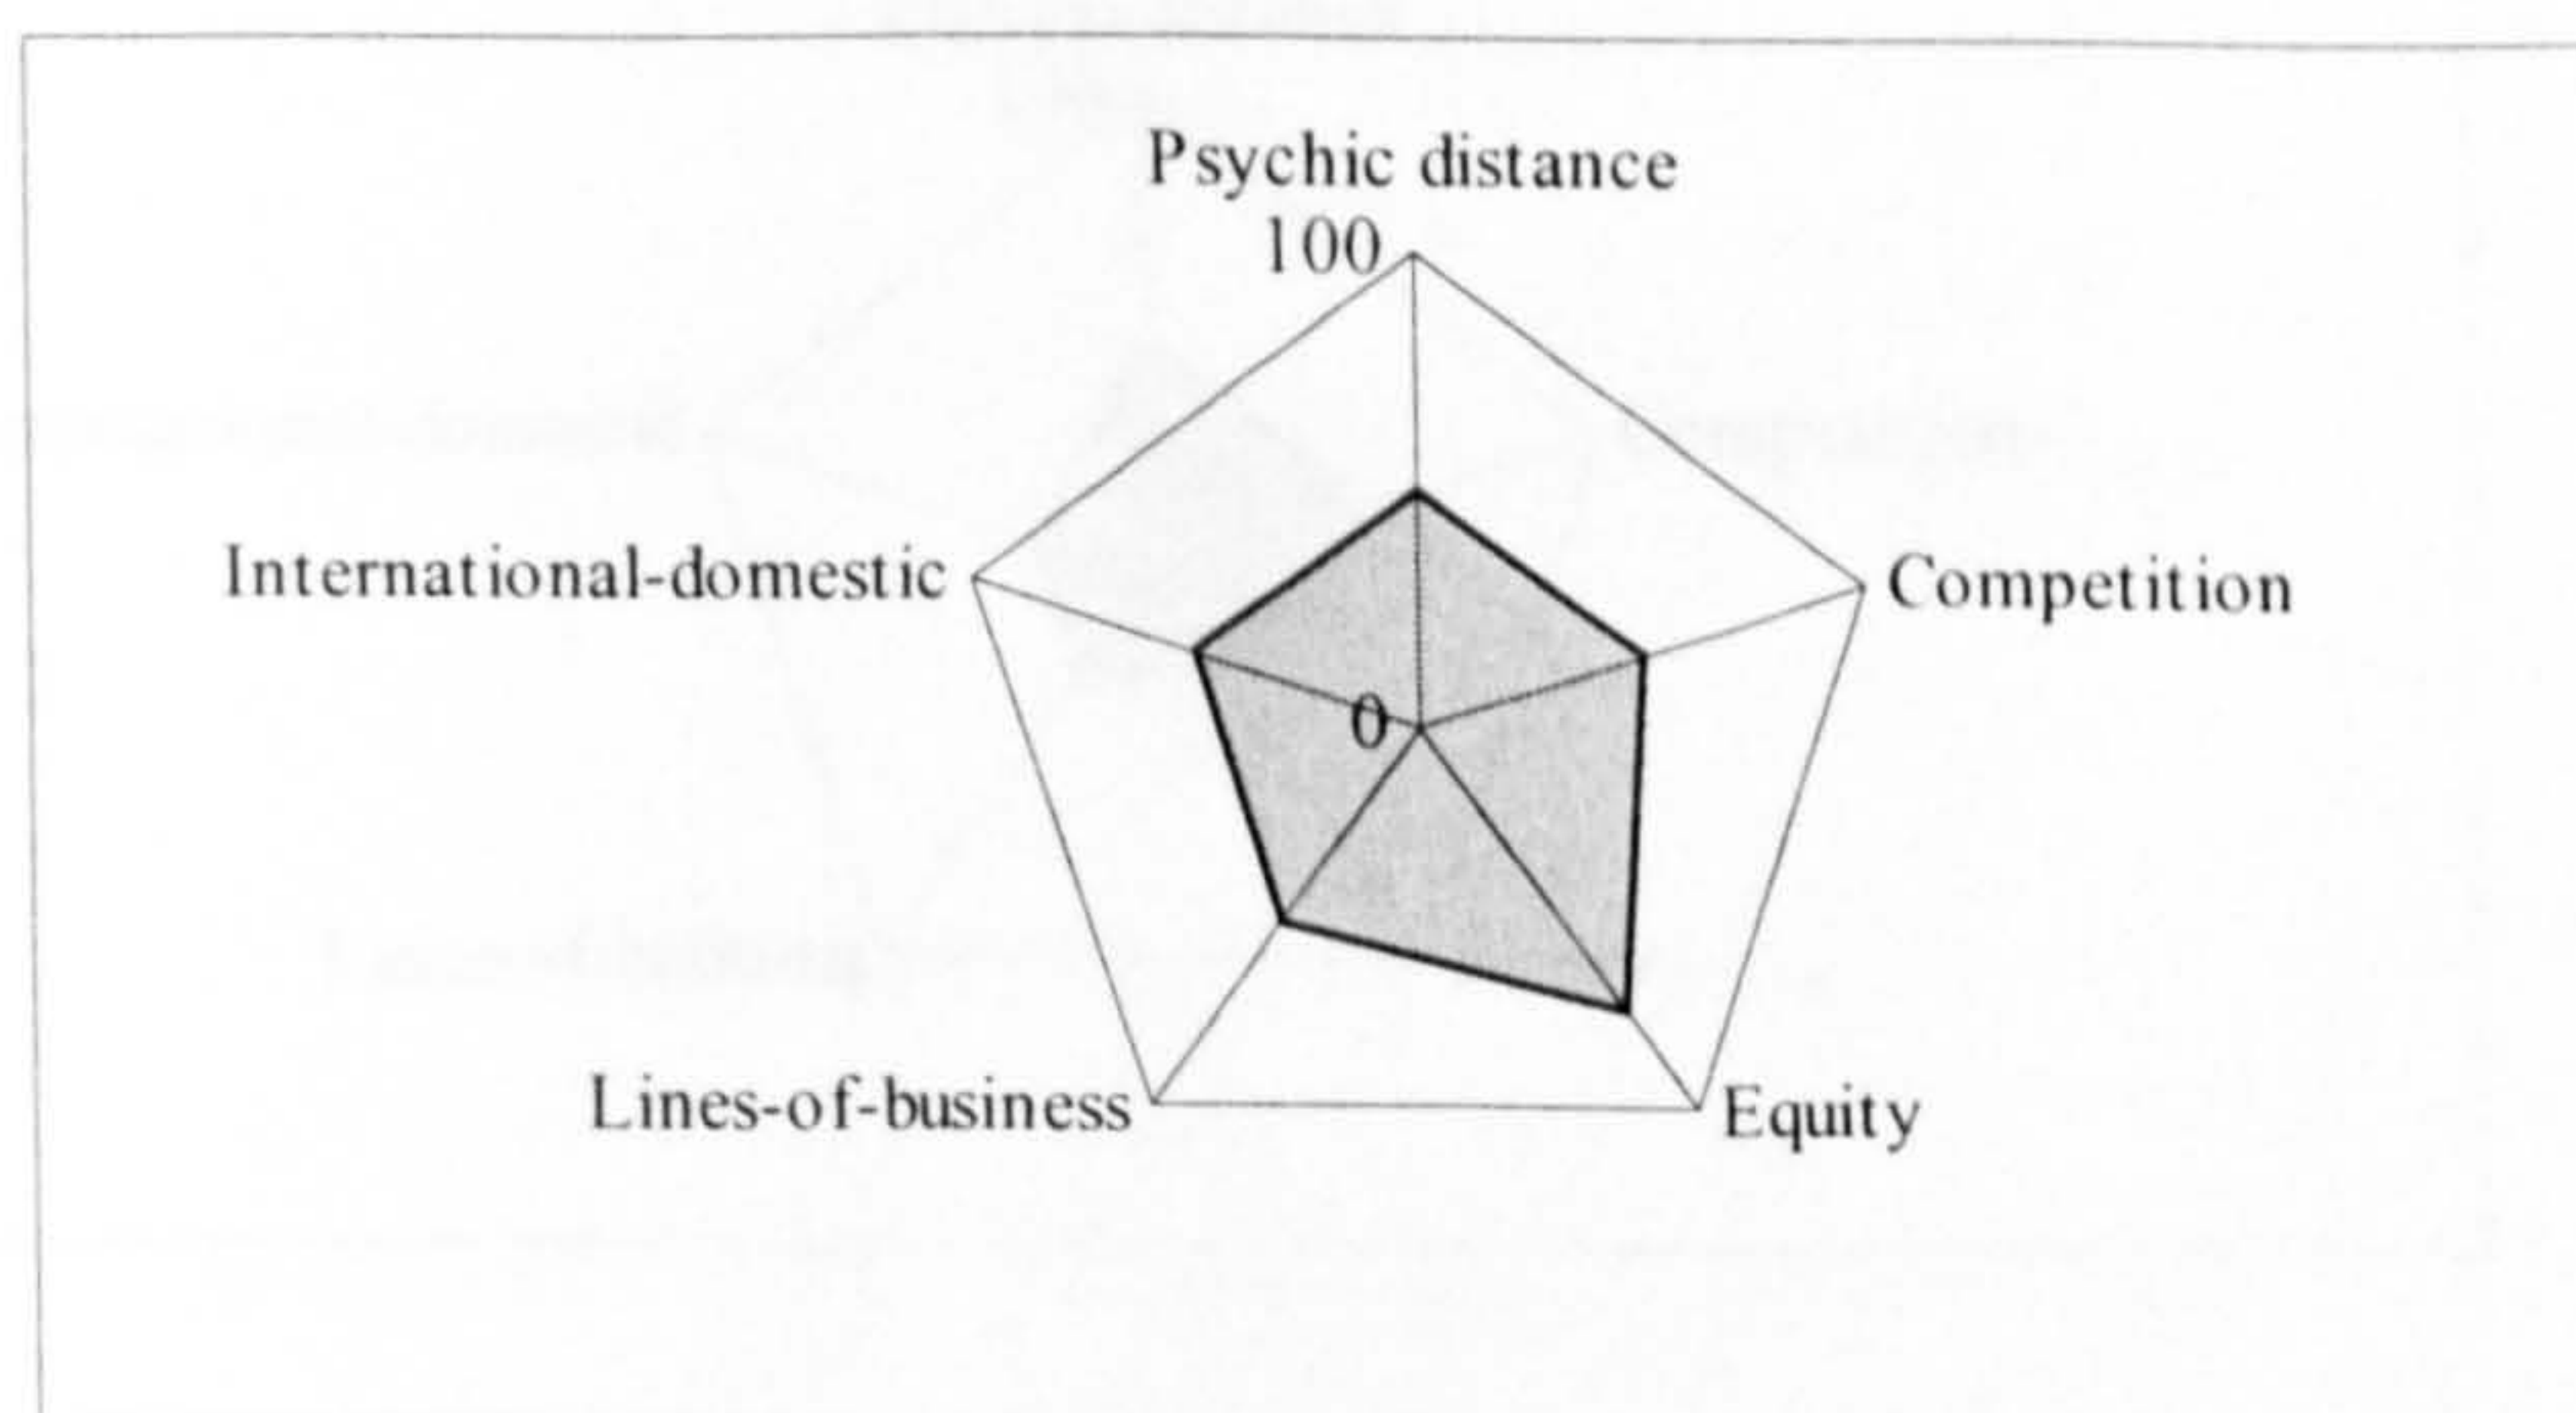 Psychic distance
100
International-domestic
Competition
0
Lines-of-business
Equity